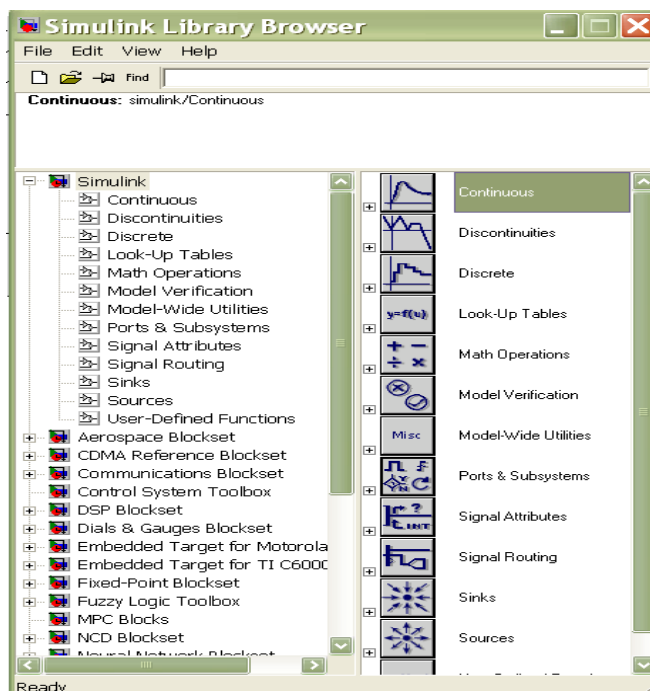 Simulink Library Browser
File Edit View Help
Find
Continuous: simulink/Continuous
Simulink
Continuous
Discontinuities
Discrete
Look-Up Tables
Math Operations
Model Verification
Model-Wide Utilities
Ports & Subsystems
Signal Attributes
Signal Routing
Sinks
Sources
User-Defined Functions
Aerospace Blockset
CDMA Reference Blockset
Communications Blockset
Control System Toolbox
DSP Blockset
Dials & Gauges Blockset
Embedded Target for Motorola
Embedded Target for TI C6000
Fixed-Point Blockset
Fuzzy Logic Toolbox
MPC Blocks
NCD Blockset
Neural Network Blockset
Continuous
Discontinuities
Discrete
y=f(u) Look-Up Tables
+ − ÷ × Math Operations
Model Verification
Misc Model-Wide Utilities
Ports & Subsystems
Signal Attributes
Signal Routing
Sinks
Sources
Ready